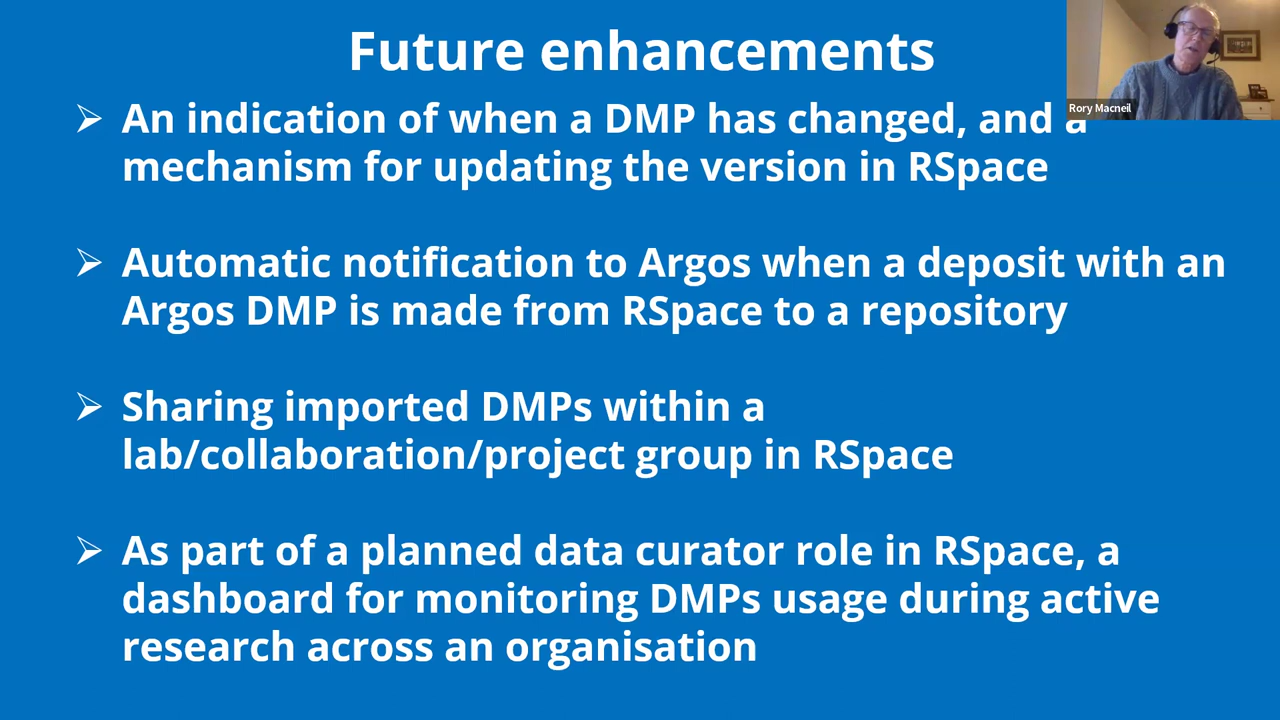 Future enhancements
Rory Macneil
An indication of when a DMP has changed, and a
mechanism for updating the version in RSpace
Automatic notification to Argos when a deposit with an
Argos DMP is made from RSpace to a repository
Sharing imported DMPs within a
lab/collaboration/project group in RSpace
As part of a planned data curator role in RSpace, a
dashboard for monitoring DMPs usage during active
research across an organisation